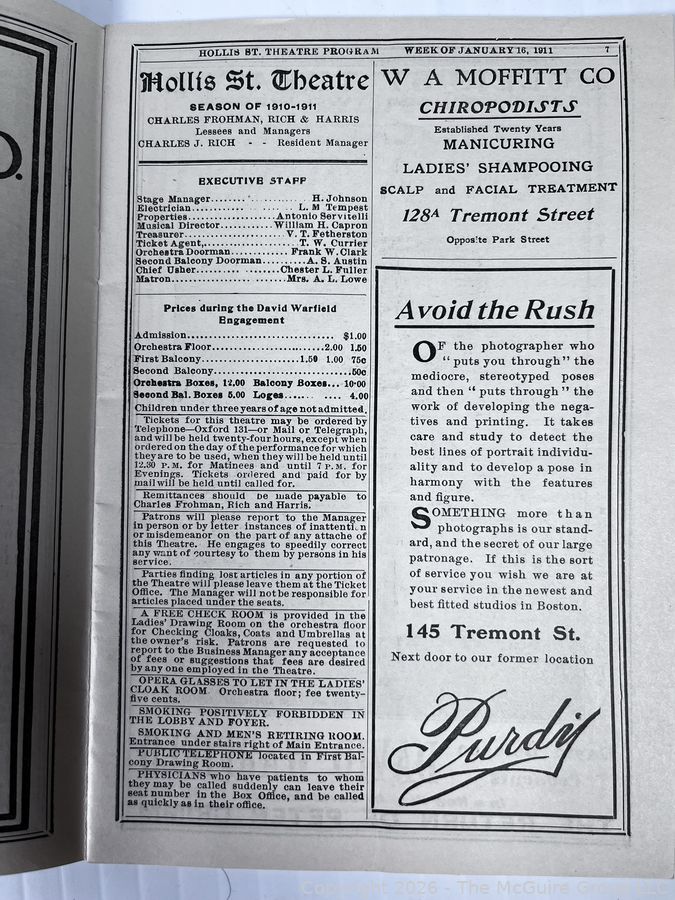 HOLLIS ST. THEATRE PROGRAM WEEK OF JANUARY 16, 1911 7
Hollis St. Theatre
SEASON OF 1910-1911
CHARLES FROHMAN, RICH & HARRIS
Lessees and Managers
CHARLES J. RICH - - Resident Manager
EXECUTIVE STAFF
Stage Manager........ H. Johnson
Electrician........ L. M Tempest
Properties........ Antonio Servitelli
Musical Director........ William H. Capron
Treasurer........ V. T. Fetherston
Ticket Agent,........ T. W. Currier
Orchestra Doorman........ Frank W. Clark
Second Balcony Doorman........ A. S. Austin
Chief Usher........ Chester L. Fuller
Matron........ Mrs. A. L. Lowe
Prices during the David Warfield
Engagement
Admission........ $1.00
Orchestra Floor........ 2.00 1.50
First Balcony........ 1.50 1.00 75c
Second Balcony........ 50c
Orchestra Boxes, 12.00 Balcony Boxes... 10.00
Second Bal. Boxes 5.00 Loges........ 4.00
Children under three years of age not admitted.
Tickets for this theatre may be ordered by
Telephone—Oxford 131—or Mail or Telegraph,
and will be held twenty-four hours, except when
ordered on the day of the performance for which
they are to be used, when they will be held until
12.30 P.M. for Matinees and until 7 P.M. for
Evenings. Tickets ordered and paid for by
mail will be held until called for.
Remittances should be made payable to
Charles Frohman, Rich and Harris.
Patrons will please report to the Manager
in person or by letter instances of inattention
or misdemeanor on the part of any attache of
this Theatre. He engages to speedily correct
any want of courtesy to them by persons in his
service.
Parties finding lost articles in any portion of
the Theatre will please leave them at the Ticket
Office. The Manager will not be responsible for
articles placed under the seats.
A FREE CHECK ROOM is provided in the
Ladies' Drawing Room on the orchestra floor
for Checking Cloaks, Coats and Umbrellas at
the owner's risk. Patrons are requested to
report to the Business Manager any acceptance
of fees or suggestions that fees are desired
by any one employed in the Theatre.
OPERA GLASSES TO LET IN THE LADIES'
CLOAK ROOM. Orchestra floor; fee twenty-
five cents.
SMOKING POSITIVELY FORBIDDEN IN
THE LOBBY AND FOYER.
SMOKING AND MEN'S RETIRING ROOM.
Entrance under stairs right of Main Entrance.
PUBLIC TELEPHONE located in First Bal-
cony Drawing Room.
PHYSICIANS who have patients to whom
they may be called suddenly can leave their
seat number in the Box Office, and be called
as quickly as in their office.
W A MOFFITT CO
CHIROPODISTS
Established Twenty Years
MANICURING
LADIES' SHAMPOOING
SCALP and FACIAL TREATMENT
128A Tremont Street
Opposite Park Street
Avoid the Rush
OF the photographer who
"puts you through" the
mediocre, stereotyped poses
and then "puts through" the
work of developing the nega-
tives and printing. It takes
care and study to detect the
best lines of portrait individu-
ality and to develop a pose in
harmony with the features
and figure.
SOMETHING more than
photographs is our stand-
ard, and the secret of our large
patronage. If this is the sort
of service you wish we are at
your service in the newest and
best fitted studios in Boston.
145 Tremont St.
Next door to our former location
Purdy
Copyright 2026 - The McGuire Group LLC